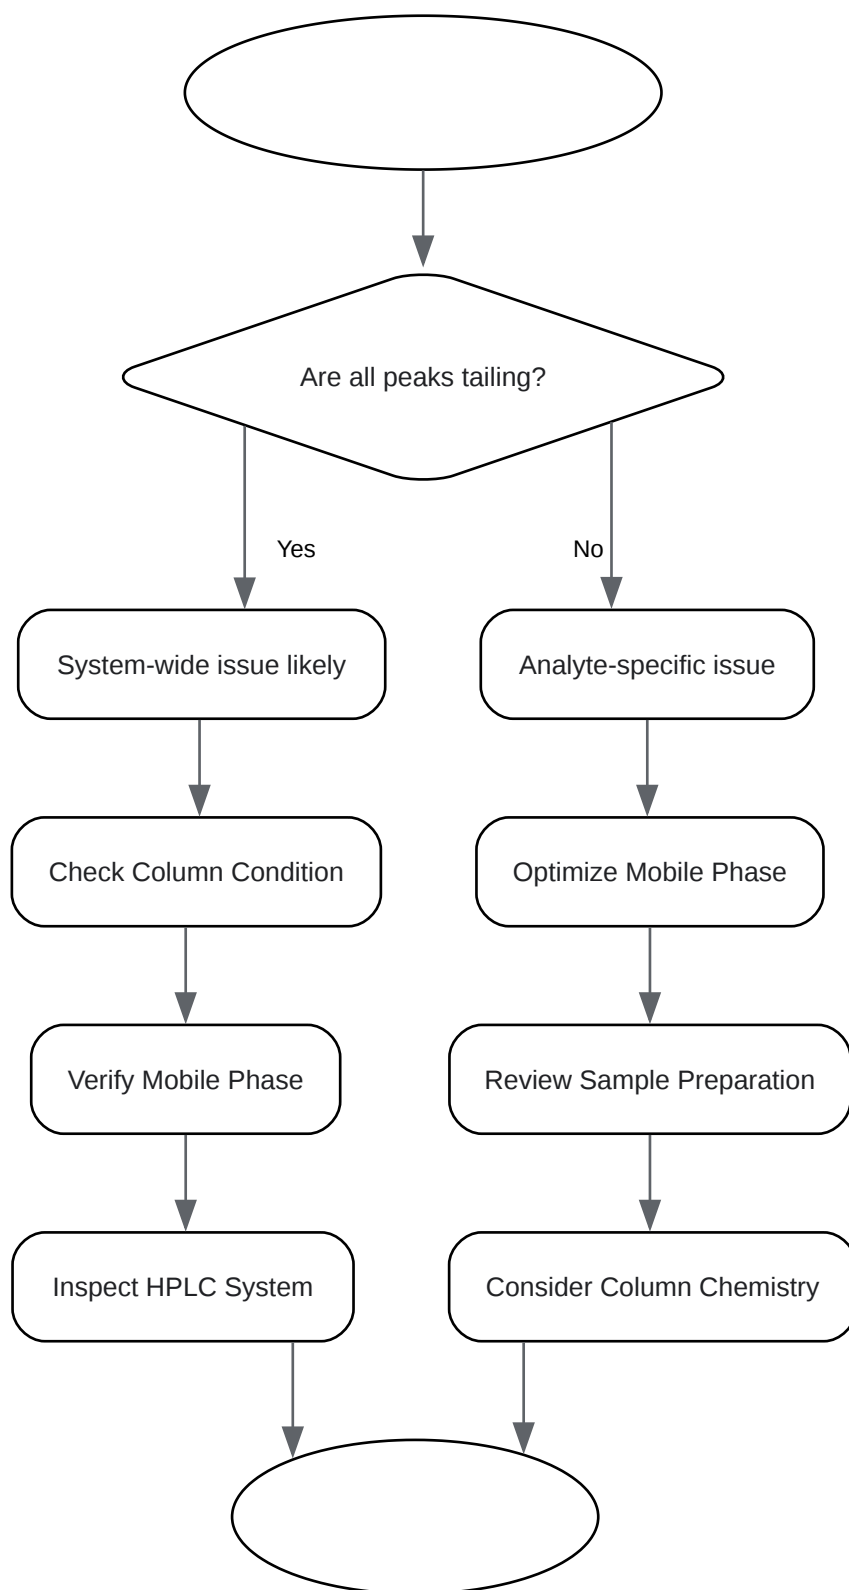 Are all peaks tailing?
Yes
No
System-wide issue likely
Analyte-specific issue
Check Column Condition
Optimize Mobile Phase
Verify Mobile Phase
Review Sample Preparation
Inspect HPLC System
Consider Column Chemistry